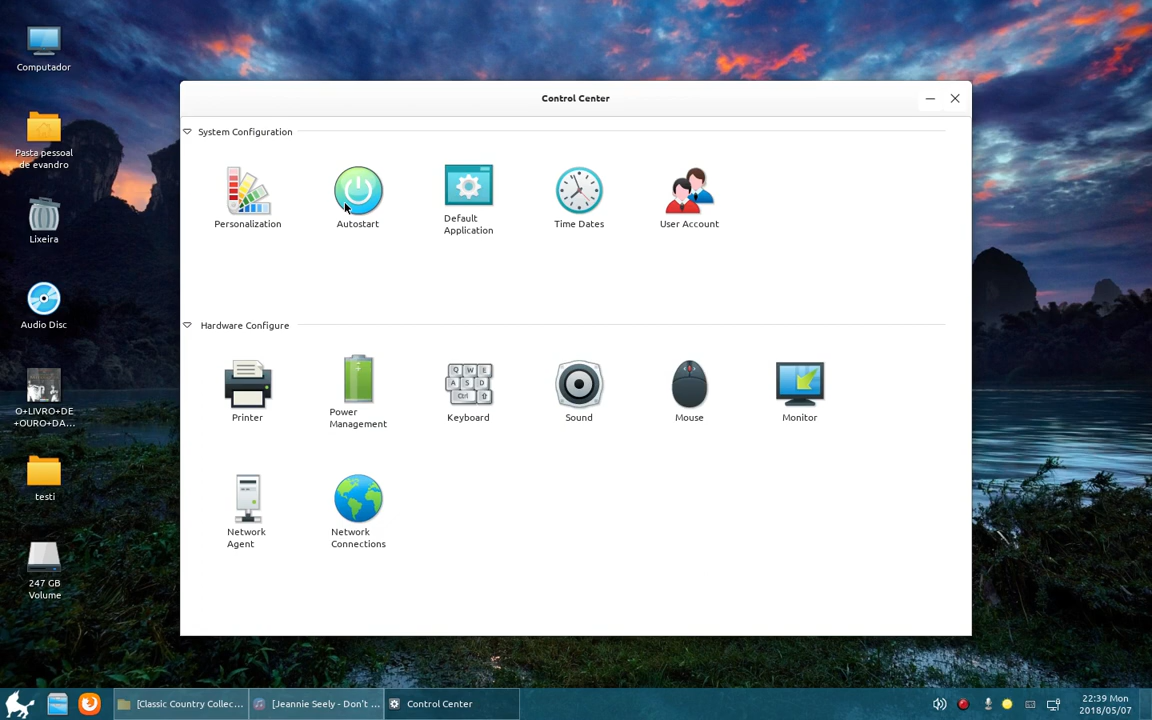 Computador
Pasta pessoal
de evandro
Lixeira
Audio Disc
O+LIVRO+DE
+OURO+DA...
testi
247 GB
Volume
Control Center
System Configuration
Personalization
Autostart
Default
Application
Time Dates
User Account
Hardware Configure
Printer
Power
Management
Keyboard
Sound
Mouse
Monitor
Network
Agent
Network
Connections
Q W E
A S D
Ctrl
[Classic Country Collec...
[Jeannie Seely - Don't ...
Control Center
22:39 Mon
2018/05/07